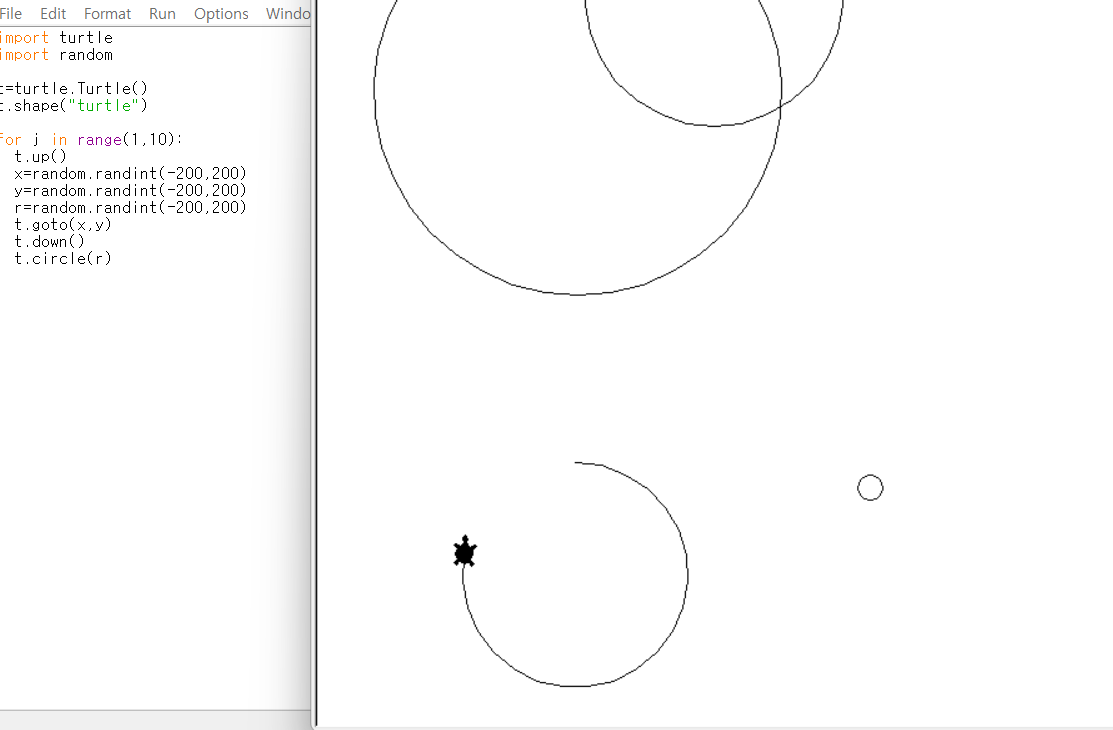 File Edit Format Run Options Windo
import turtle
import random
t=turtle.Turtle()
t.shape("turtle")
for j in range(1,10):
t.up()
x=random.randint(-200,200)
y=random.randint(-200,200)
r=random.randint(-200,200)
t.goto(x,y)
t.down()
t.circle(r)